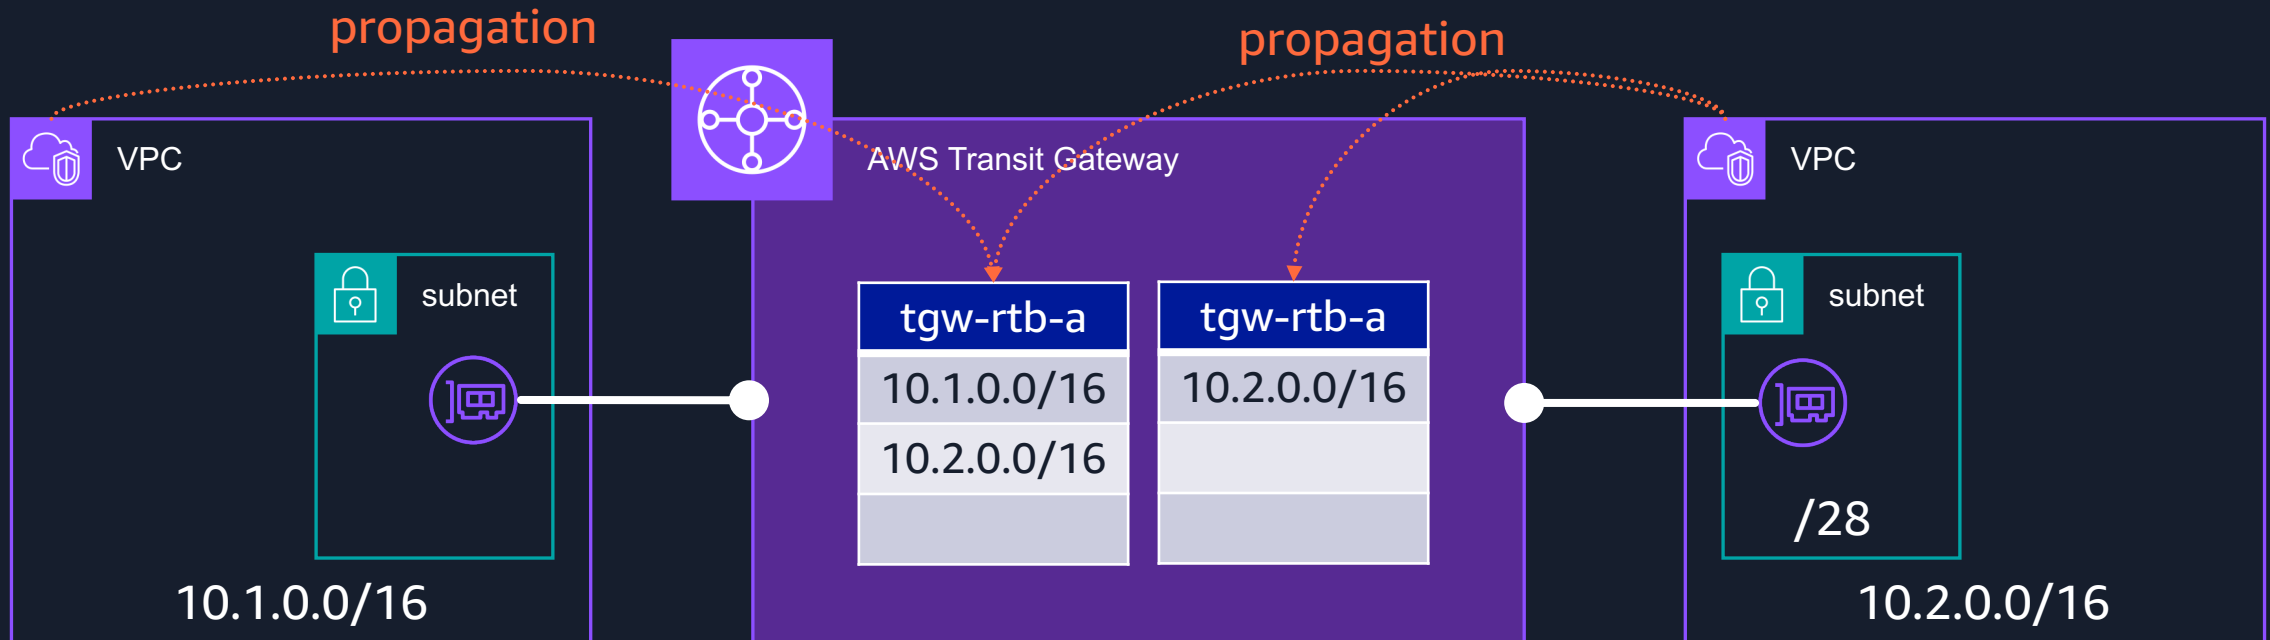 propagation
propagation
VPC
AWS Transit Gateway
VPC
subnet
subnet
tgw-rtb-a
10.1.0.0/16
10.2.0.0/16
tgw-rtb-a
10.2.0.0/16
/28
10.1.0.0/16
10.2.0.0/16